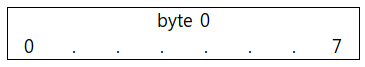 byte 0
0 . . . . . . 7